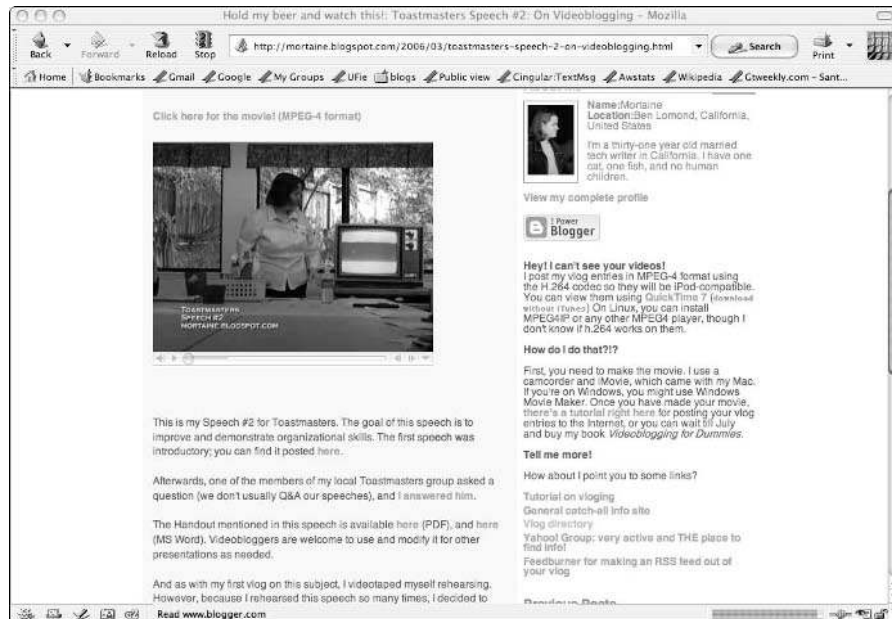 Hold my beer and watch this!: Toastmasters Speech #2: On Videoblogging – Mozilla
Back
Forward
Reload
Stop
http://mortaine.blogspot.com/2006/03/toastmasters-speech-2-on-videoblogging.html
Search
Print
Home
Bookmarks
Gmail
Google
My Groups
UFie
blogs
Public view
Cingular:TextMsg
Awstats
Wikipedia
Gtweekly.com – Sant...
Click here for the movie! (MPEG-4 format)
TOASTMASTERS
SPEECH #2
MORTAINE.BLOGSPOT.COM
This is my Speech #2 for Toastmasters. The goal of this speech is to
improve and demonstrate organizational skills. The first speech was
introductory; you can find it posted here.
Afterwards, one of the members of my local Toastmasters group asked a
question (we don't usually Q&A our speeches), and I answered him.
The Handout mentioned in this speech is available here (PDF), and here
(MS Word). Videobloggers are welcome to use and modify it for other
presentations as needed.
And as with my first vlog on this subject, I videotaped myself rehearsing.
However, because I rehearsed this speech so many times, I decided to
Name:Mortaine
Location:Ben Lomond, California,
United States
I'm a thirty-one year old married
tech writer in California. I have one
cat, one fish, and no human
children.
View my complete profile
I Power
Blogger
Hey! I can't see your videos!
I post my vlog entries in MPEG-4 format using
the H.264 codec so they will be iPod-compatible.
You can view them using QuickTime 7 (download
without iTunes) On Linux, you can install
MPEG4IP or any other MPEG4 player, though I
don't know if h.264 works on them.
How do I do that?!?
First, you need to make the movie. I use a
camcorder and iMovie, which came with my Mac.
If you're on Windows, you might use Windows
Movie Maker. Once you have made your movie,
there's a tutorial right here for posting your vlog
entries to the Internet, or you can wait till July
and buy my book Videoblogging for Dummies.
Tell me more!
How about I point you to some links?
Tutorial on vloging
General catch-all info site
Vlog directory
Yahoo! Group: very active and THE place to
find info!
Feedburner for making an RSS feed out of
your vlog
Previous Posts
Read www.blogger.com